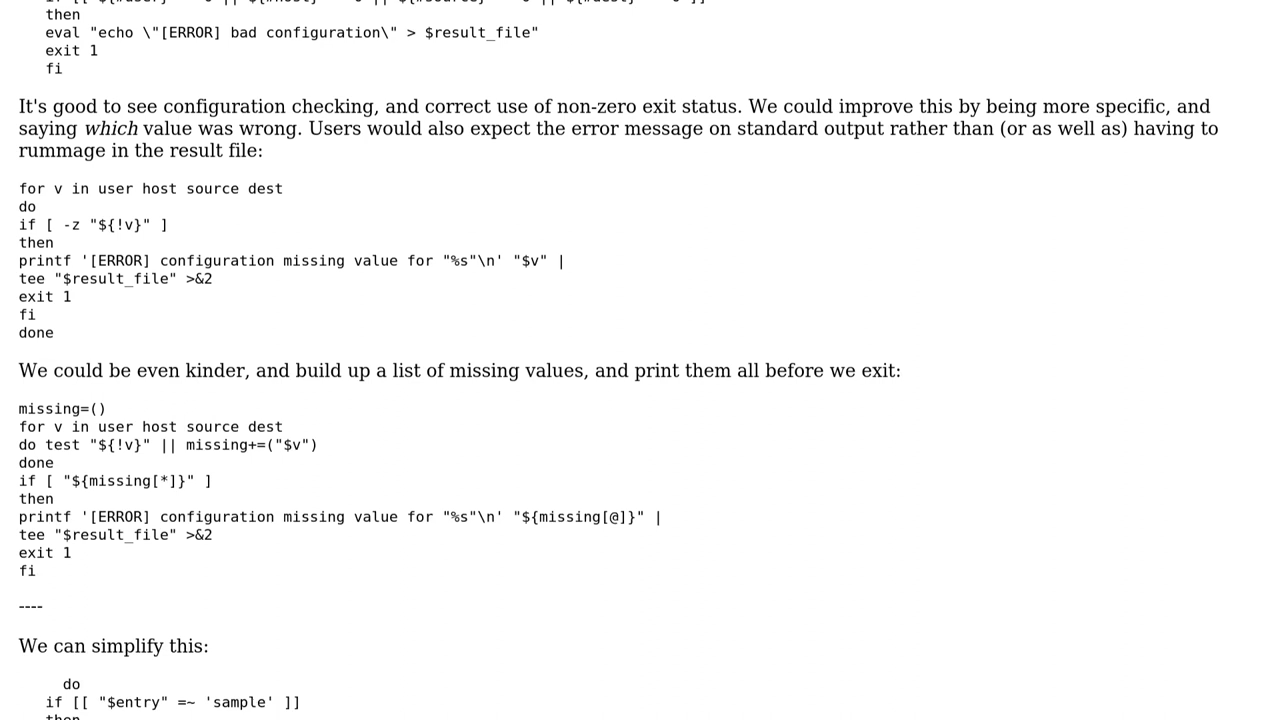 then
eval "echo \"[ERROR] bad configuration\" > $result_file"
exit 1
fi
It's good to see configuration checking, and correct use of non-zero exit status. We could improve this by being more specific, and
saying which value was wrong. Users would also expect the error message on standard output rather than (or as well as) having to
rummage in the result file:
for v in user host source dest
do
if [ -z "${!v}" ]
then
printf '[ERROR] configuration missing value for "%s"\n' "$v" |
tee "$result_file" >&2
exit 1
fi
done
We could be even kinder, and build up a list of missing values, and print them all before we exit:
missing=()
for v in user host source dest
do test "${!v}" || missing+=("$v")
done
if [ "${missing[*]}" ]
then
printf '[ERROR] configuration missing value for "%s"\n' "${missing[@]}" |
tee "$result_file" >&2
exit 1
fi
----
We can simplify this:
do
if [[ "$entry" =~ 'sample' ]]
then